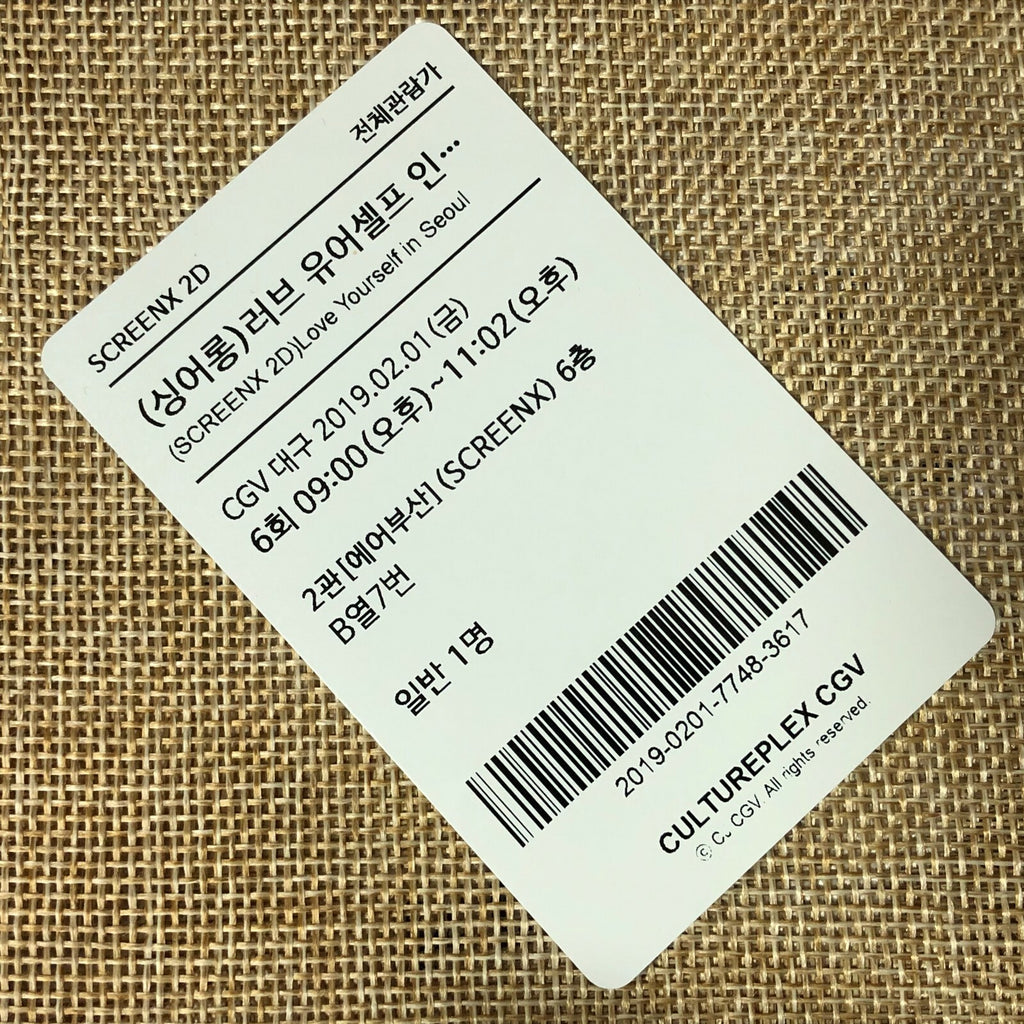 SCREENX 2D 전체관람가
(싱어롱)러브 유어셀프 인...
(SCREENX 2D)Love Yourself in Seoul
CGV 대구 2019.02.01(금)
6회 09:00(오후)~11:02(오후)
2관[에어부산] (SCREENX) 6층
B열7번
일반 1명
2019-0201-7748-3617
CULTUREPLEX CGV
ⓒ CJ CGV. All rights reserved.